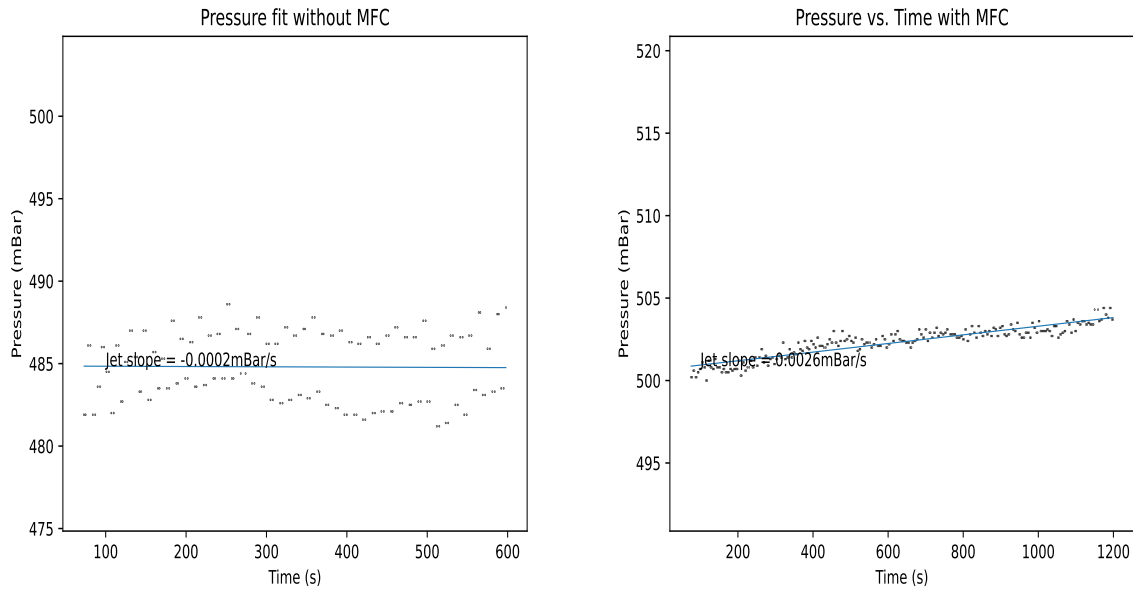 Pressure fit without MFC
Pressure (mBar)
500
495
490
485
480
475
Jet slope = -0.0002mBar/s
100 200 300 400 500 600
Time (s)
Pressure vs. Time with MFC
Pressure (mBar)
520
515
510
505
500
495
Jet slope = 0.0026mBar/s
200 400 600 800 1000 1200
Time (s)